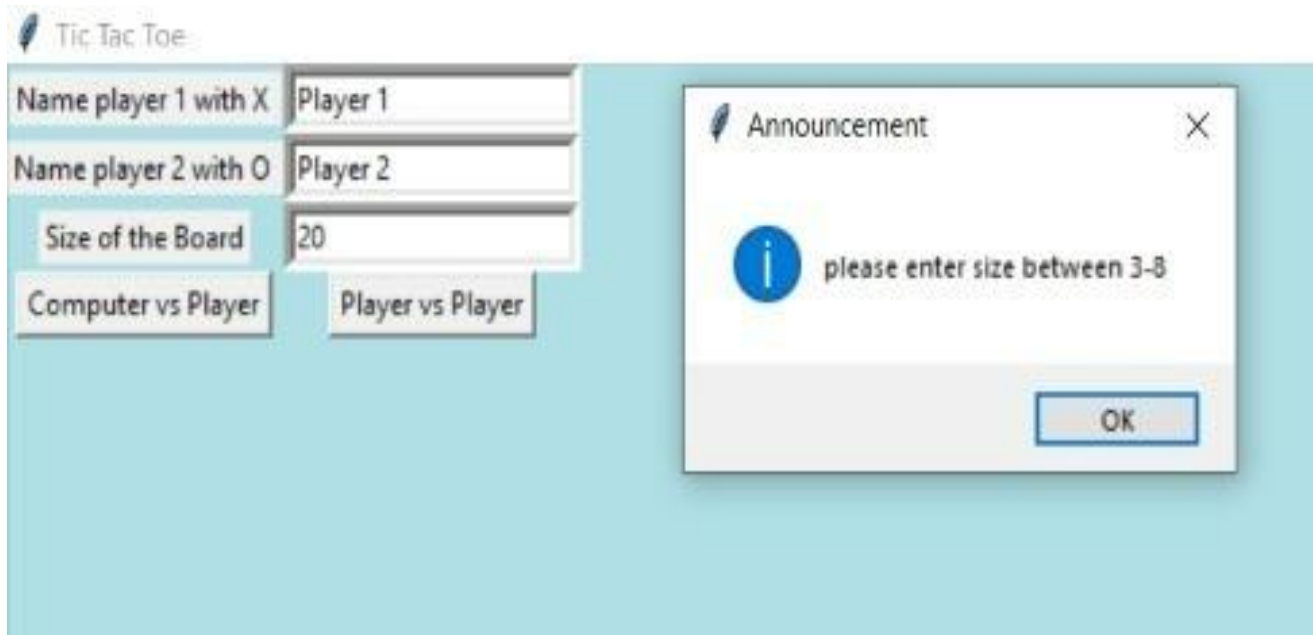 Tic Tac Toe
Name player 1 with X
Player 1
Name player 2 with O
Player 2
Size of the Board
20
Computer vs Player
Player vs Player
Announcement
please enter size between 3-8
OK